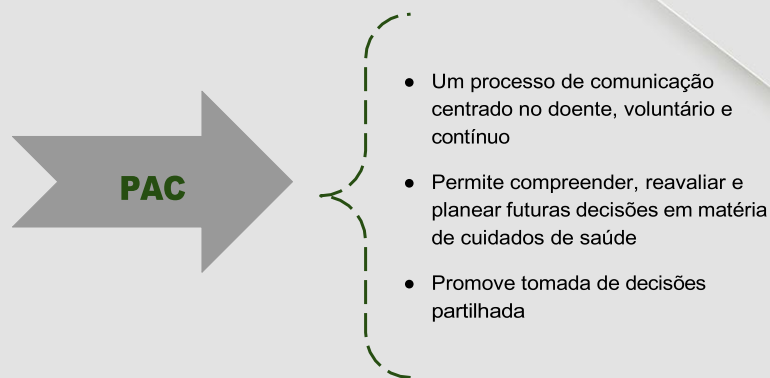 PAC
● Um processo de comunicação
centrado no doente, voluntário e
contínuo
● Permite compreender, reavaliar e
planear futuras decisões em matéria
de cuidados de saúde
● Promove tomada de decisões
partilhada